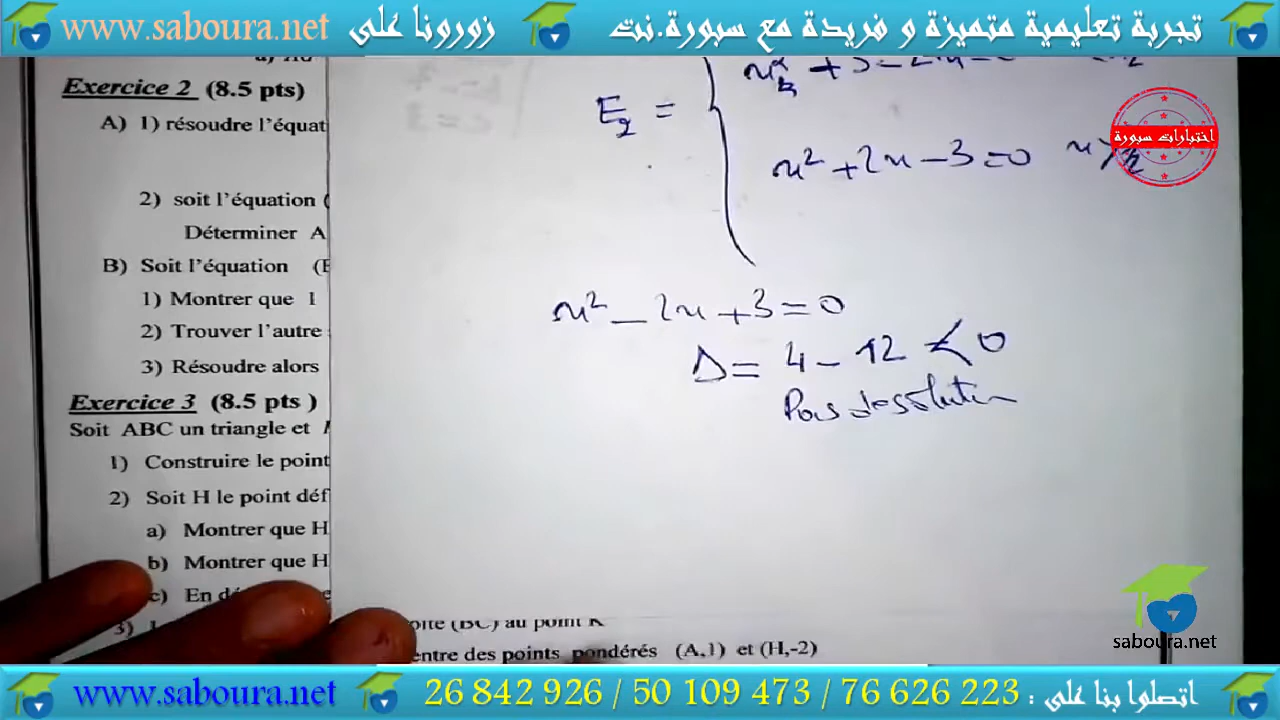 www.saboura.net زورونا على تجربة تعليمية متميزة و فريدة مع سبورة.نت
Exercice 2 (8.5 pts)
A) 1) résoudre l'équat
2) soit l'équation (
Déterminer A
B) Soit l'équation (E
1) Montrer que 1
2) Trouver l'autre
3) Résoudre alors
Exercice 3 (8.5 pts )
Soit ABC un triangle et
1) Construire le point
2) Soit H le point déf
a) Montrer que H
b) Montrer que H
c) En dé
3)
E2 =
x² + 2x - 3 = 0
x² - 2x + 3 = 0
Δ = 4 - 12 < 0
Pas de solution
اختبارات سبورة
oite (BC) au point K
entre des points pondérés (A,1) et (H,-2)
saboura.net
www.saboura.net 26 842 926 / 50 109 473 / 76 626 223 : اتصلوا بنا على